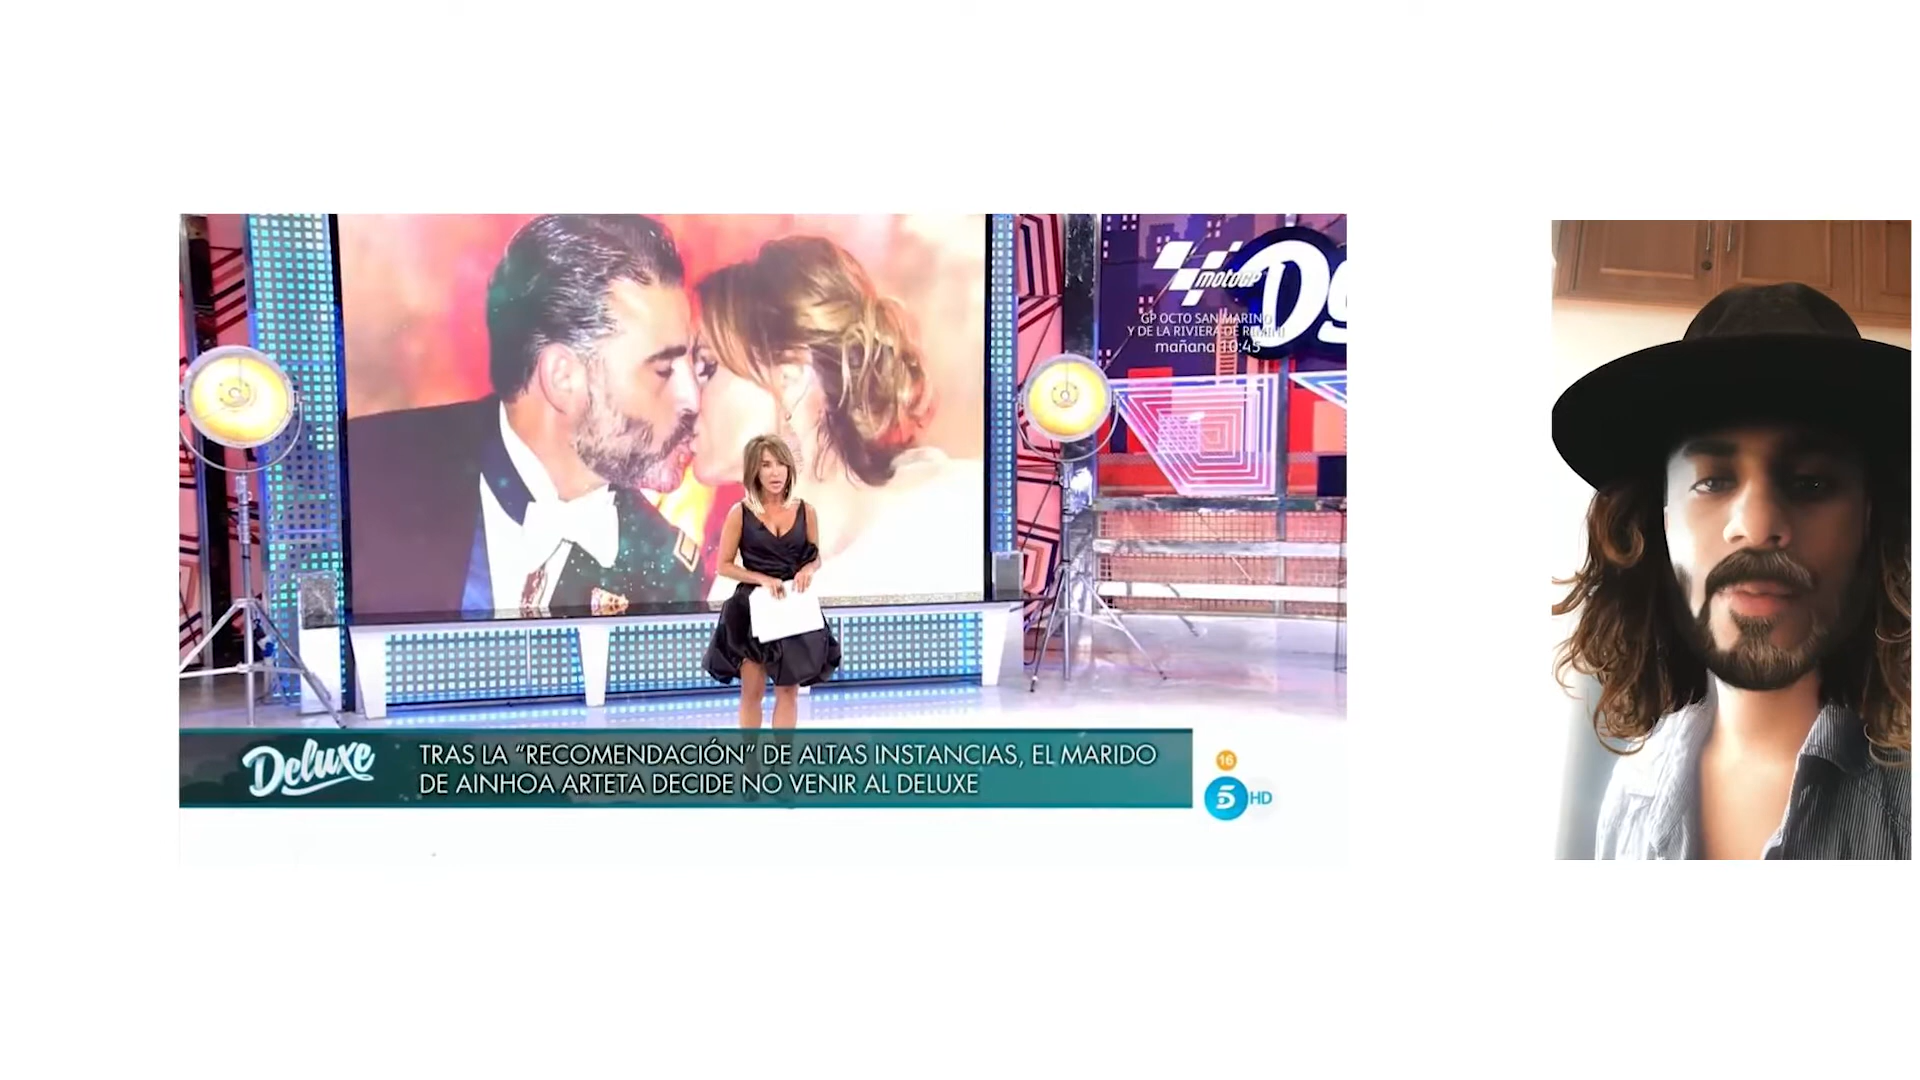 motoGP
GP OCTO SAN MARINO
Y DE LA RIVIERA DE RIMINI
mañana 10:45
Deluxe
TRAS LA “RECOMENDACIÓN” DE ALTAS INSTANCIAS, EL MARIDO
DE AINHOA ARTETA DECIDE NO VENIR AL DELUXE
16
5 HD